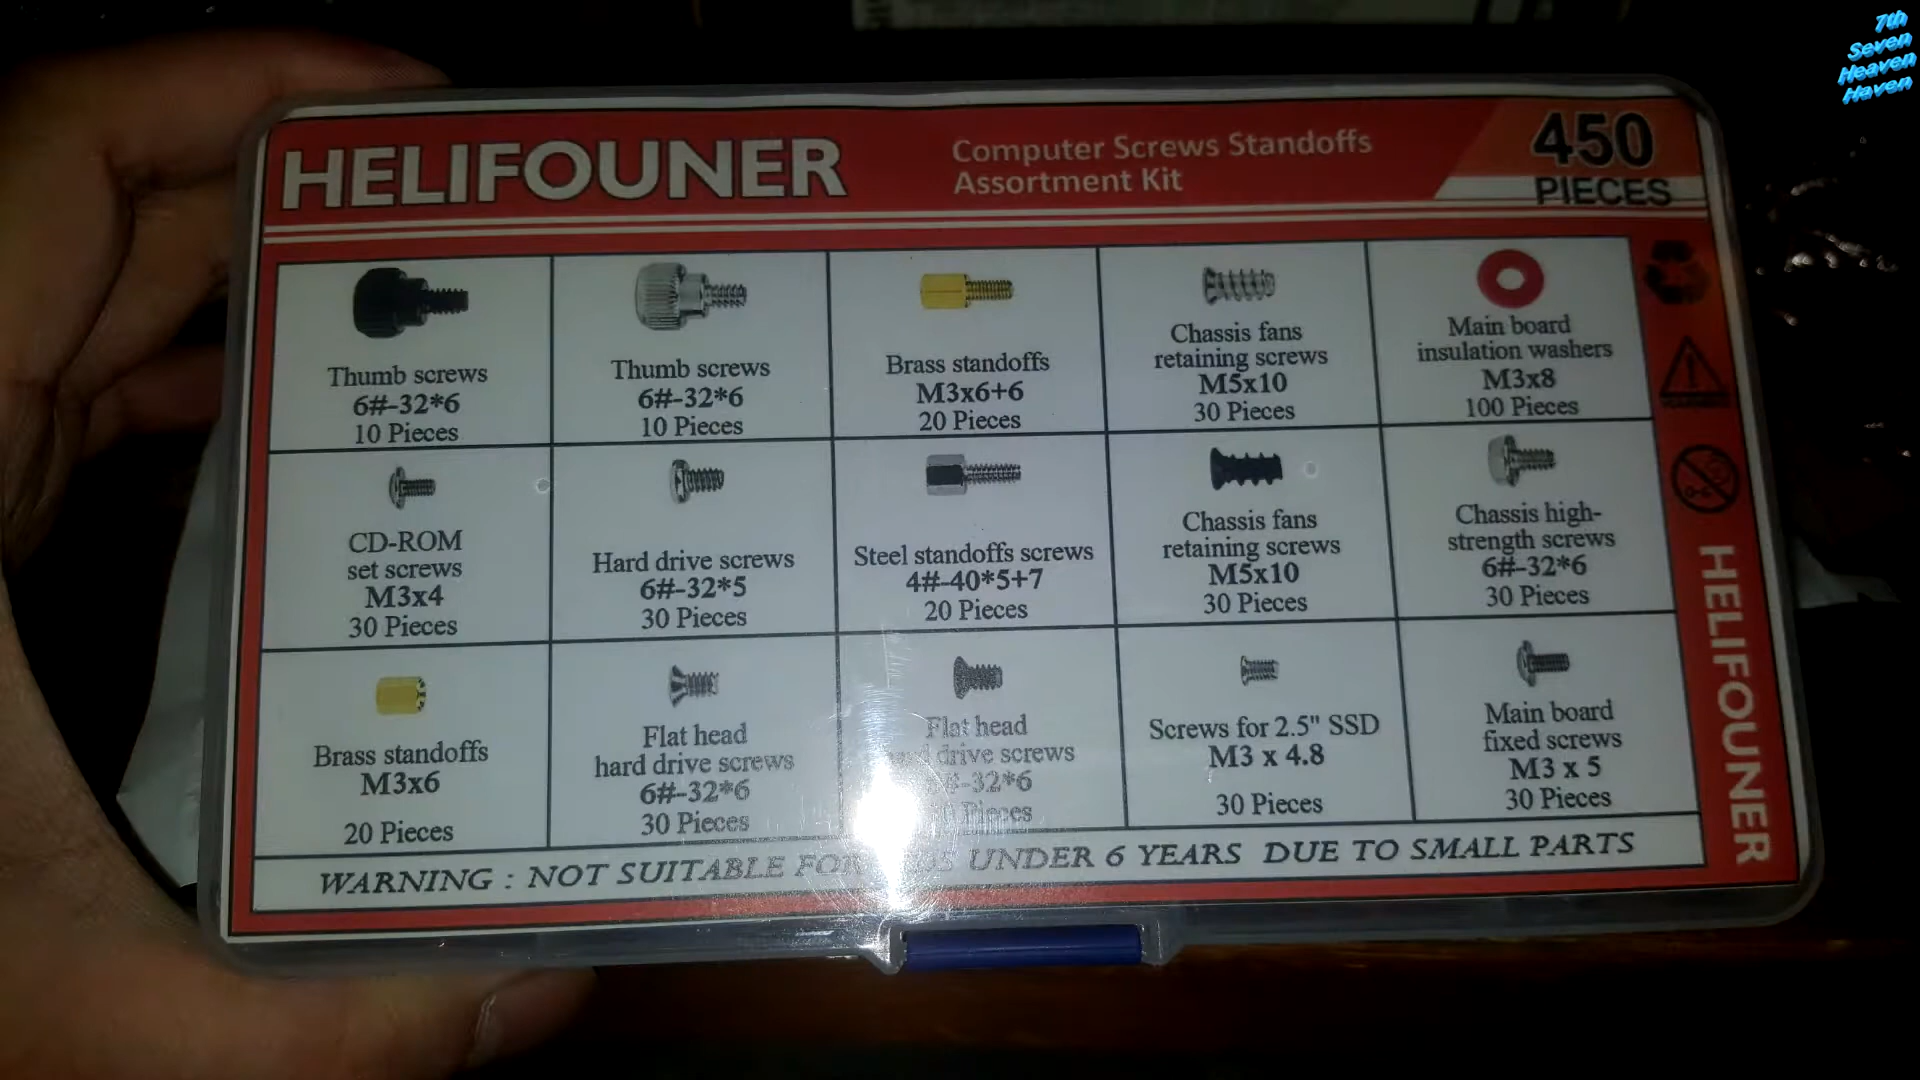 7th
Seven
Heaven
Haven
HELIFOUNER
Computer Screws Standoffs
Assortment Kit
450
PIECES
Thumb screws
6#-32*6
10 Pieces
Thumb screws
6#-32*6
10 Pieces
Brass standoffs
M3x6+6
20 Pieces
Chassis fans
retaining screws
M5x10
30 Pieces
Main board
insulation washers
M3x8
100 Pieces
CD-ROM
set screws
M3x4
30 Pieces
Hard drive screws
6#-32*5
30 Pieces
Steel standoffs screws
4#-40*5+7
20 Pieces
Chassis fans
retaining screws
M5x10
30 Pieces
Chassis high-
strength screws
6#-32*6
30 Pieces
Brass standoffs
M3x6
20 Pieces
Flat head
hard drive screws
6#-32*6
30 Pieces
Flat head
drive screws
Pieces
Screws for 2.5" SSD
M3 x 4.8
30 Pieces
Main board
fixed screws
M3 x 5
30 Pieces
WARNING : NOT SUITABLE FOR UNDER 6 YEARS DUE TO SMALL PARTS
HELIFOUNER